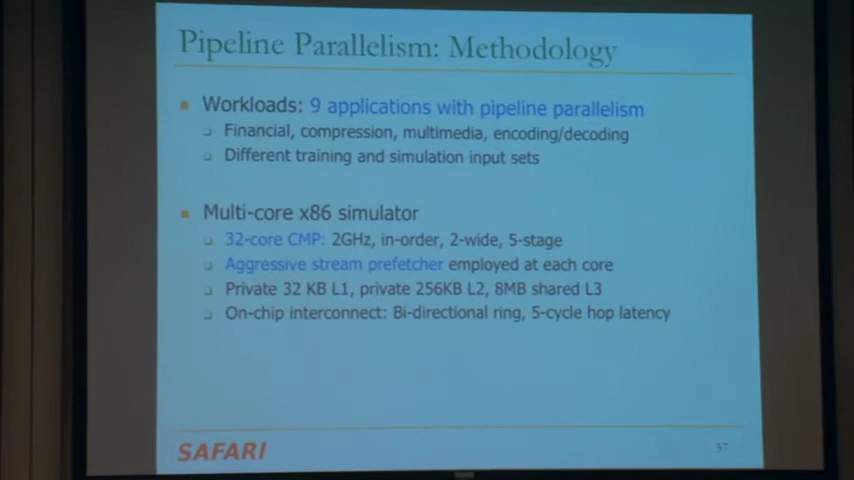 Pipeline Parallelism: Methodology
Workloads: 9 applications with pipeline parallelism
Financial, compression, multimedia, encoding/decoding
Different training and simulation input sets
Multi-core x86 simulator
32-core CMP: 2GHz, in-order, 2-wide, 5-stage
Aggressive stream prefetcher employed at each core
Private 32 KB L1, private 256KB L2, 8MB shared L3
On-chip interconnect: Bi-directional ring, 5-cycle hop latency
SAFARI
57